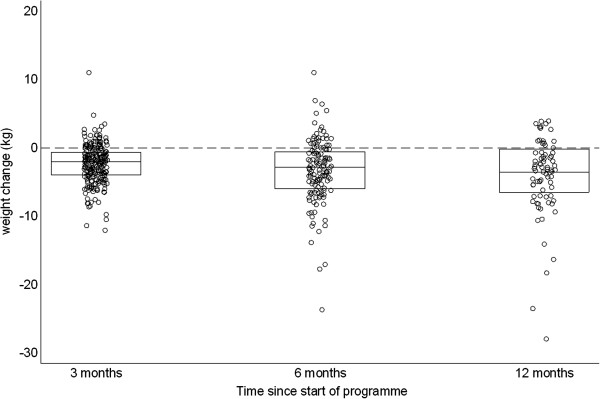 weight change (kg)
20
10
0
-10
-20
-30
3 months
6 months
12 months
Time since start of programme